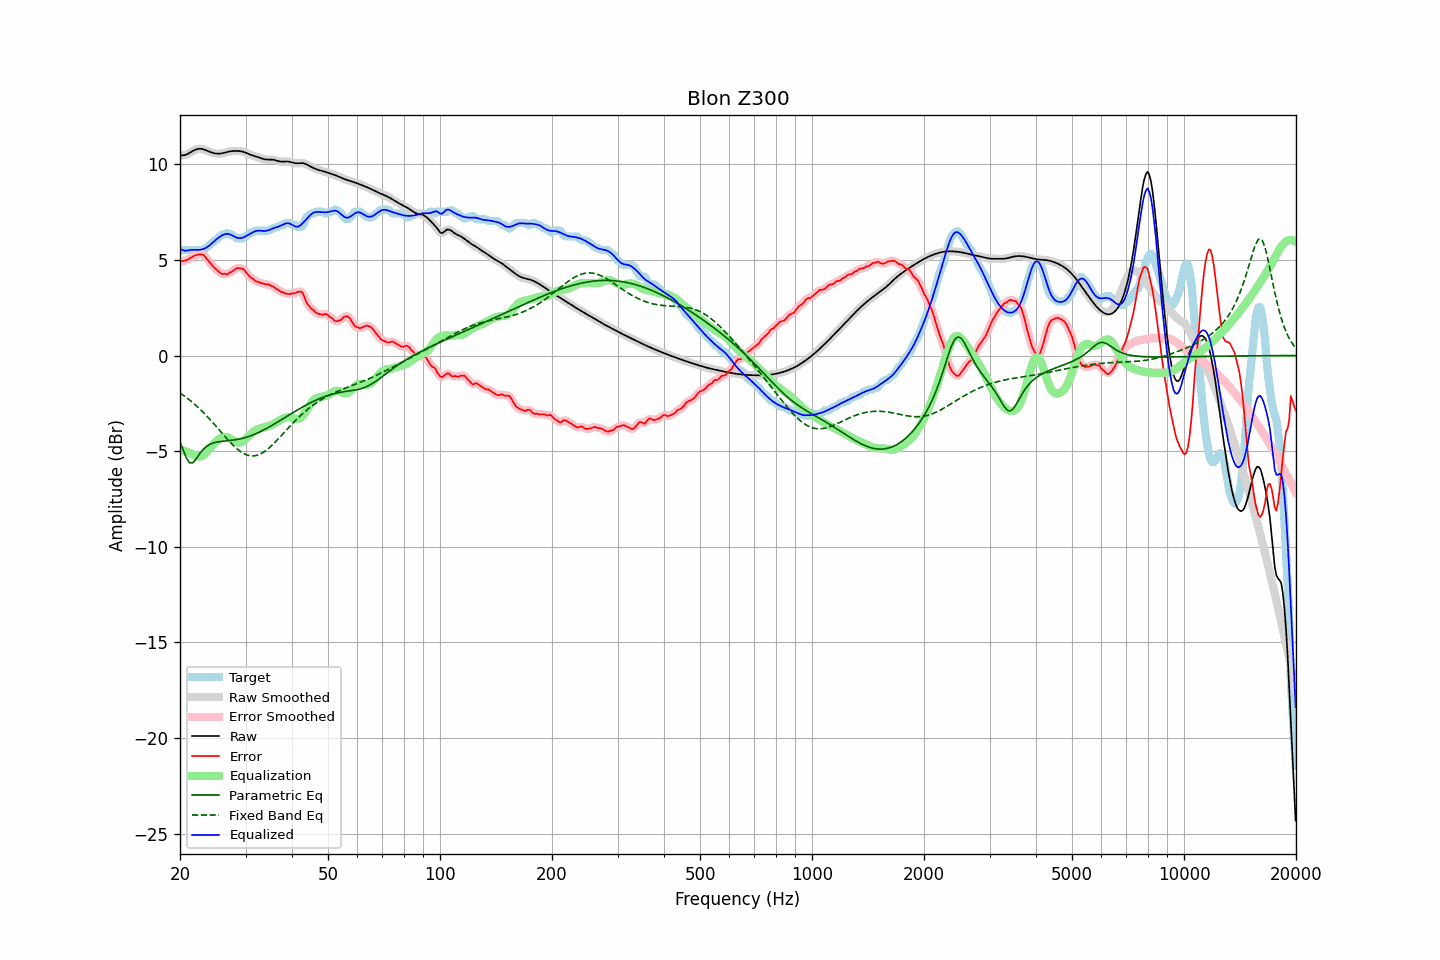 Blon Z300
Amplitude (dBr)
10
5
0
−5
−10
−15
−20
−25
Target
Raw Smoothed
Error Smoothed
Raw
Error
Equalization
Parametric Eq
Fixed Band Eq
Equalized
20 50 100 200 500 1000 2000 5000 10000 20000
Frequency (Hz)